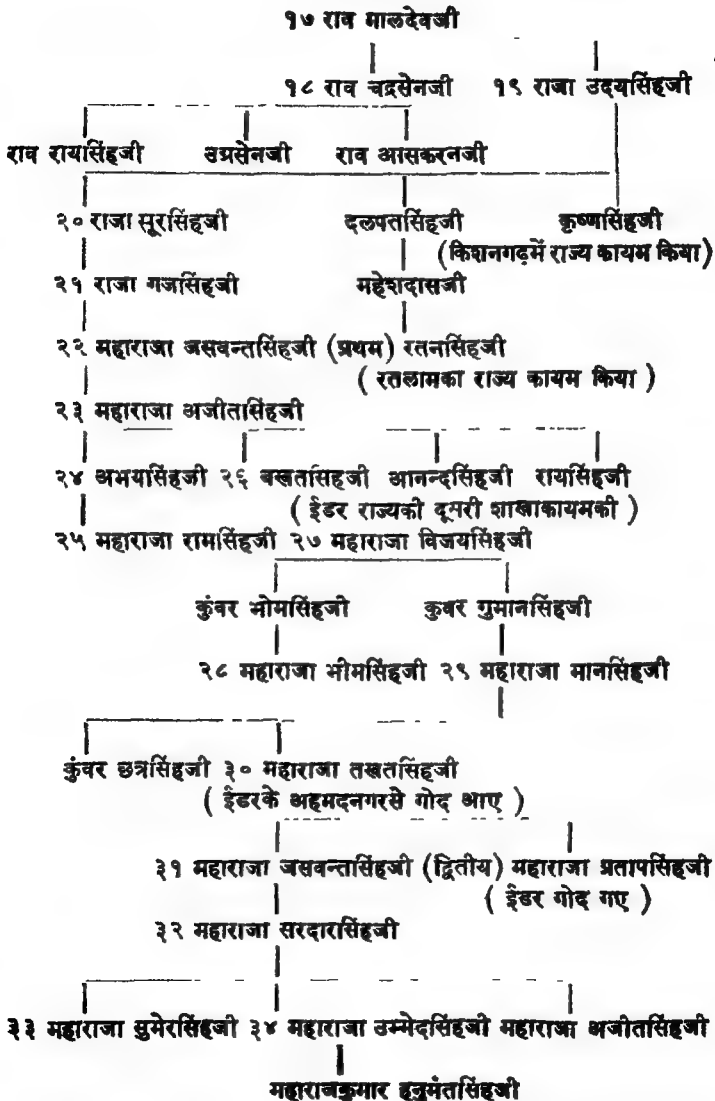 १७ राव मालदेवजी
१८ राव चद्रसेनजी १९ राजा उदयसिंहजी
राव रायसिंहजी उग्रसेनजी राव आसकरनजी
२० राजा सूरसिंहजी दलपतसिंहजी कृष्णसिंहजी
(किशनगढ़में राज्य कायम किया)
२१ राजा गजसिंहजी महेशदासजी
२२ महाराजा जसवन्तसिंहजी (प्रथम) रतनसिंहजी
( रतलामका राज्य कायम किया )
२३ महाराजा अजीतासिंहजी
२४ अभयसिंहजी २६ बखतासहजी आनन्दसिंहजी रायसिंहजी
( ईडर राज्यकी दूसरी शाखाकायमकी )
२५ महाराजा रामसिंहजी २७ महाराजा विजयसिंहजी
कुंवर भोमसिंहजी कुवर गुमानसिंहजी
२८ महाराजा भीमसिंहजी २९ महाराजा मानसिंहजी
कुंवर छत्रसिंहजी ३० महाराजा तखतसिंहजी
( ईडरके अहमदनगरसे गोद आए )
३१ महाराजा जसवन्तासिंहजी (द्वितीय) महाराजा प्रतापसिंहजी
( ईडर गोद गए )
३२ महाराजा सरदारसिंहजी
३३ महाराजा सुमेरसिंहजी ३४ महाराजा उम्मेदसिंहजी महाराजा अजीतसिंहजी
महाराजकुमार हनुमंतसिंहजी